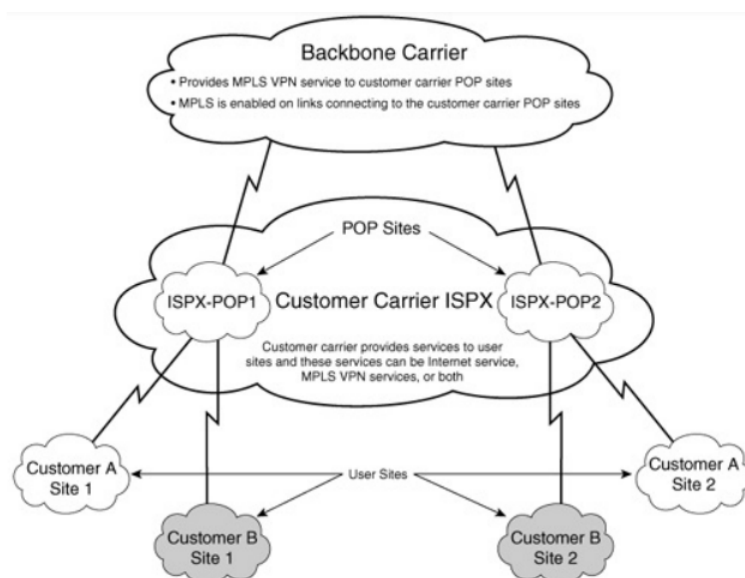 Backbone Carrier
• Provides MPLS VPN service to customer carrier POP sites
• MPLS is enabled on links connecting to the customer carrier POP sites
POP Sites
ISPX-POP1
Customer Carrier ISPX
ISPX-POP2
Customer carrier provides services to user
sites and these services can be Internet service,
MPLS VPN services, or both
Customer A
Site 1
User Sites
Customer A
Site 2
Customer B
Site 1
Customer B
Site 2